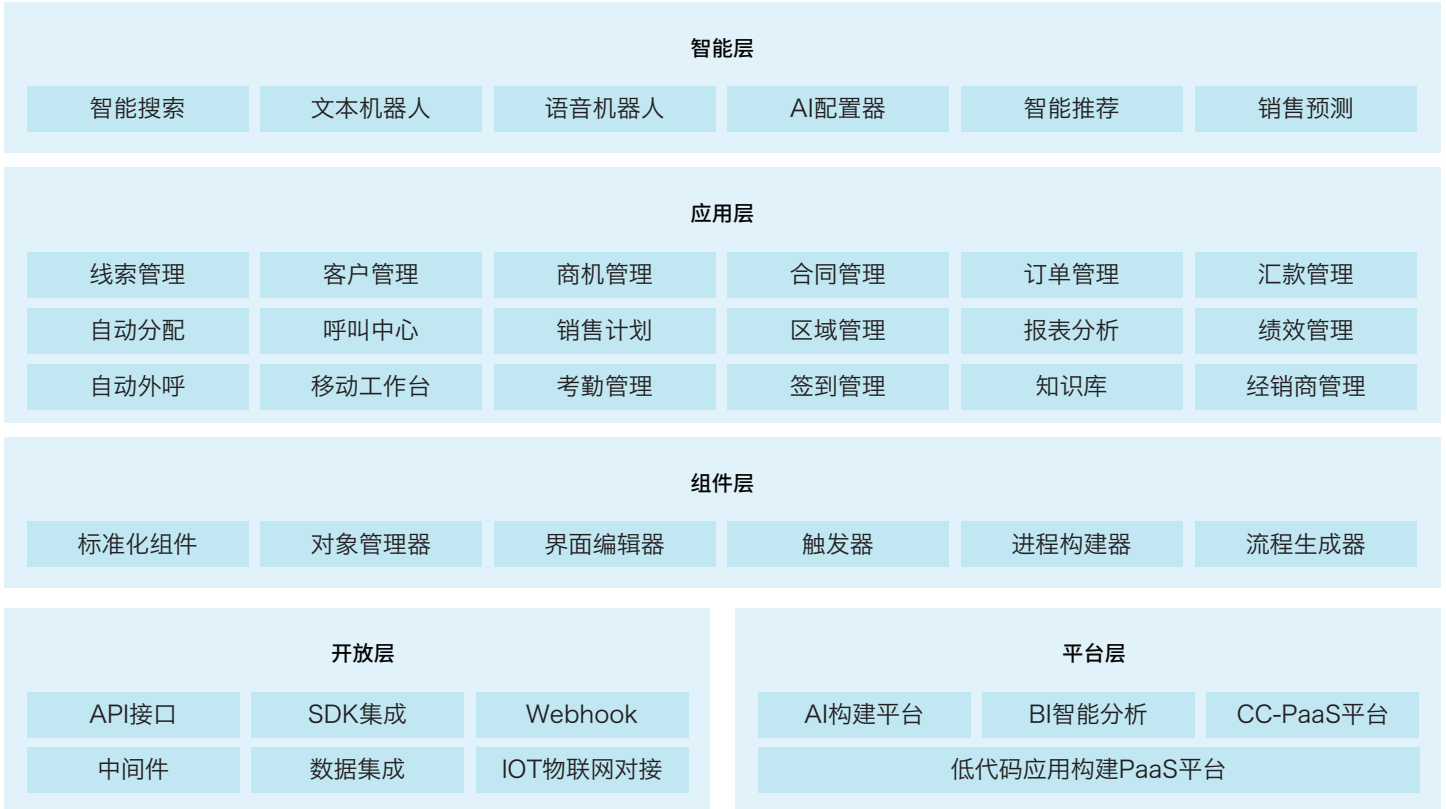 智能层
智能搜索 文本机器人 语音机器人 AI配置器 智能推荐 销售预测
应用层
线索管理 客户管理 商机管理 合同管理 订单管理 汇款管理
自动分配 呼叫中心 销售计划 区域管理 报表分析 绩效管理
自动外呼 移动工作台 考勤管理 签到管理 知识库 经销商管理
组件层
标准化组件 对象管理器 界面编辑器 触发器 进程构建器 流程生成器
开放层
API接口 SDK集成 Webhook
中间件 数据集成 IOT物联网对接
平台层
AI构建平台 BI智能分析 CC-PaaS平台
低代码应用构建PaaS平台